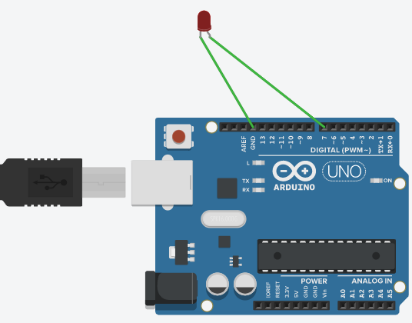 AREF
GND
13
12
~11
~10
~9
8
7
~6
~5
4
~3
2
TX→1
RX←0
DIGITAL (PWM~)
L
TX
RX
ARDUINO
UNO
ON
IOREF
RESET
3.3V
5V
GND
GND
Vin
POWER
ANALOG IN
A0
A1
A2
A3
A4
A5